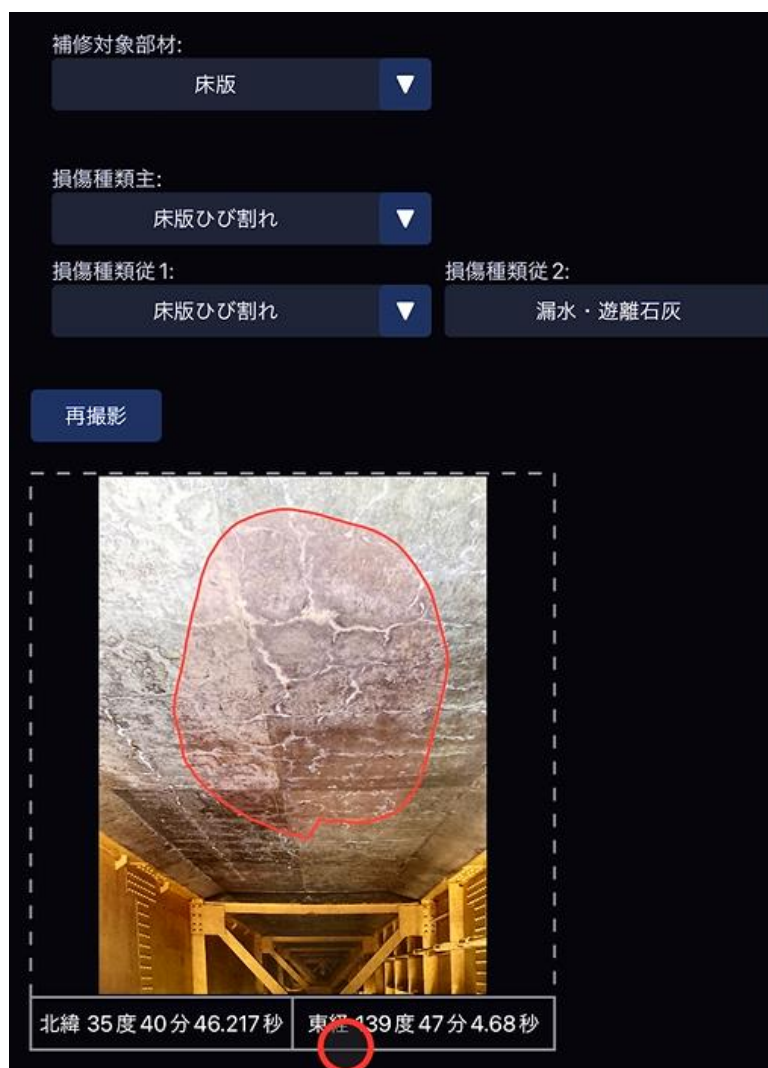 補修対象部材:
床版
損傷種類主:
床版ひび割れ
損傷種類従1: 損傷種類従2:
床版ひび割れ 漏水・遊離石灰
再撮影
北緯 35度40分46.217秒 東経 139度47分4.68秒